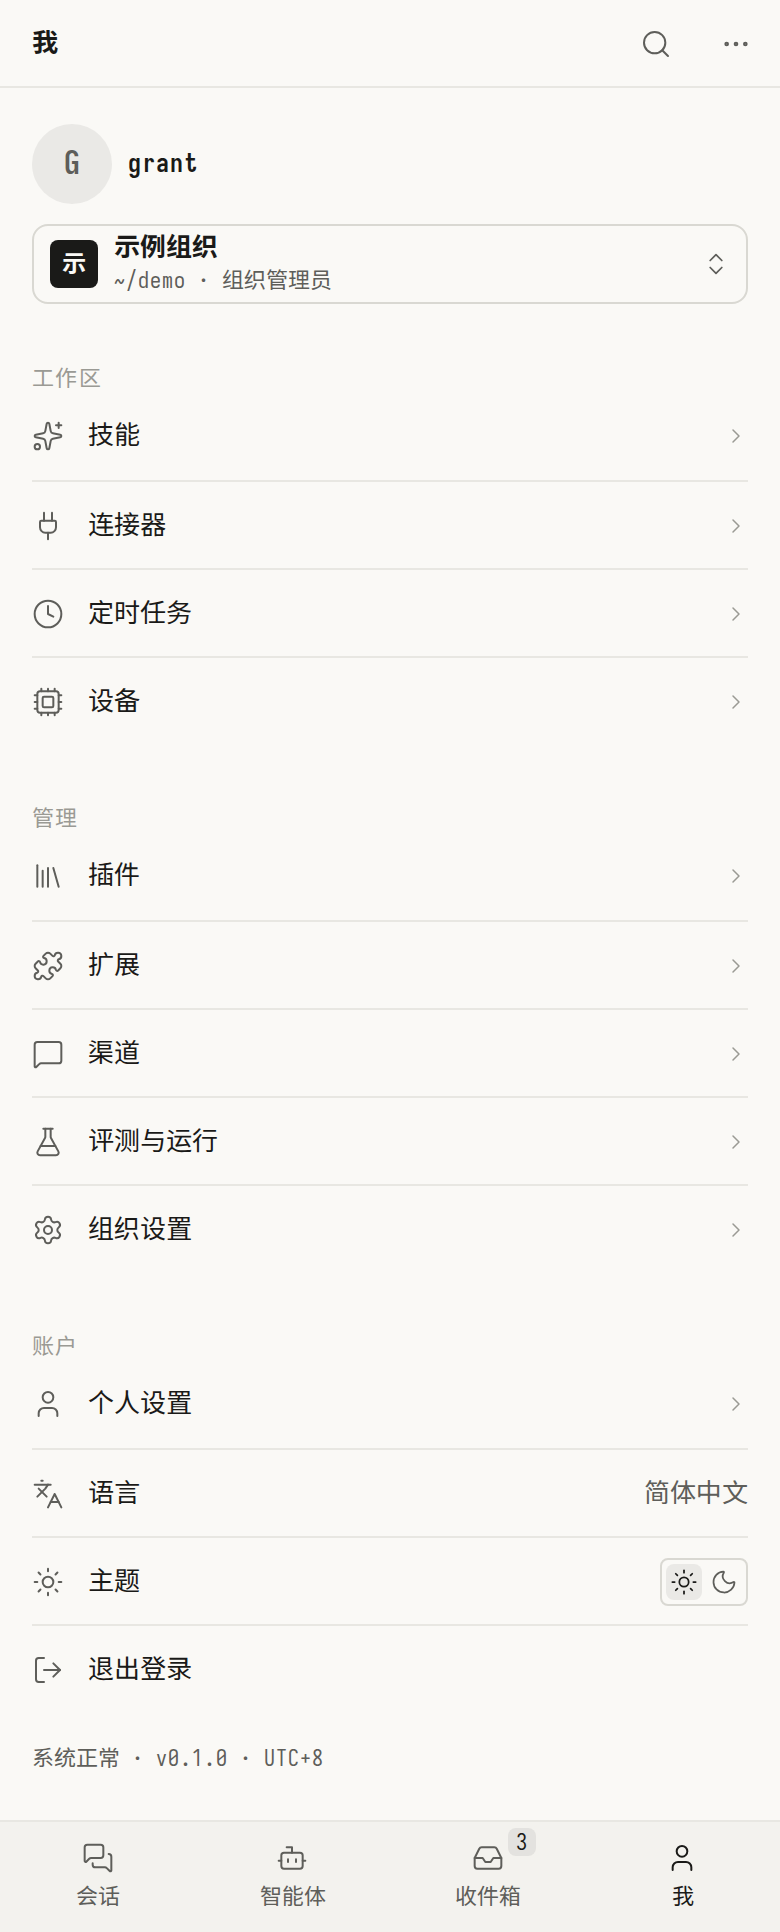 我
G
grant
示
示例组织
~/demo · 组织管理员
工作区
技能
连接器
定时任务
设备
管理
插件
扩展
渠道
评测与运行
组织设置
账户
个人设置
语言
简体中文
主题
退出登录
系统正常 · v0.1.0 · UTC+8
3
会话
智能体
收件箱
我